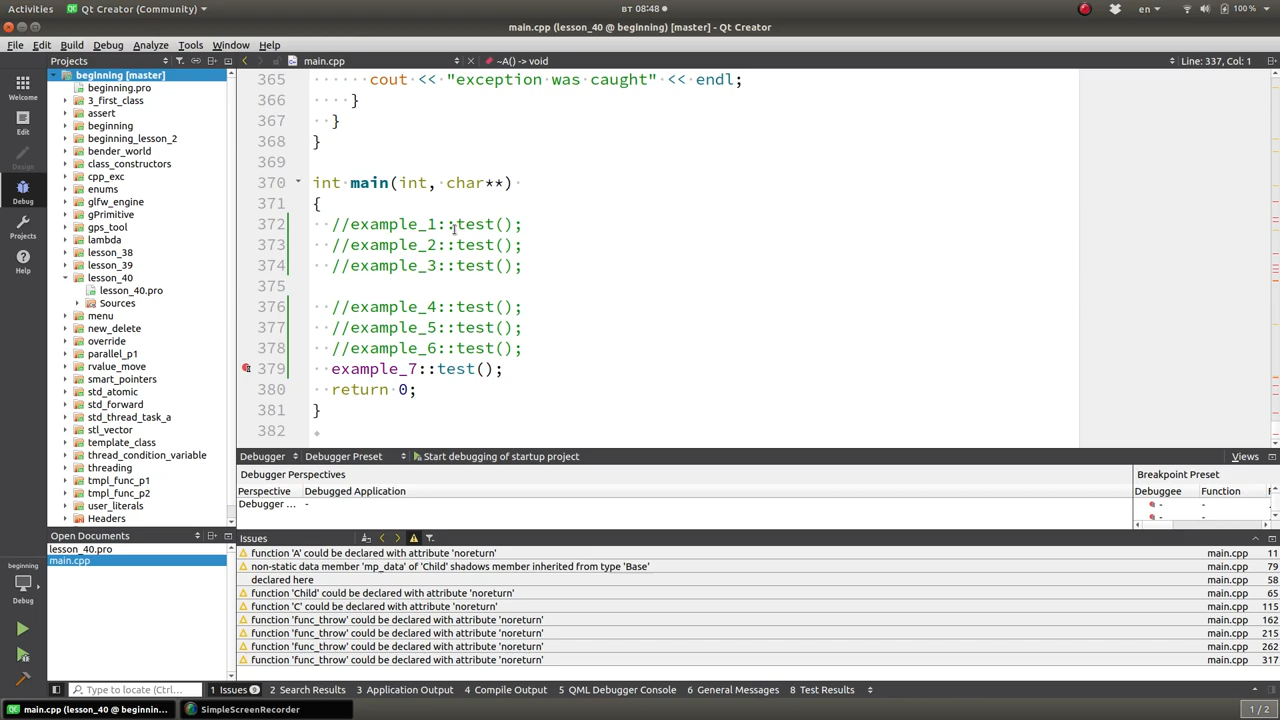 Activities Qt Creator (Community) вт 08:48 en 100 %
main.cpp (lesson_40 @ beginning) [master] - Qt Creator
File Edit Build Debug Analyze Tools Window Help
Projects main.cpp ~A() -> void Line: 337, Col: 1
Welcome
Edit
Design
Debug
Projects
Help
beginning
Debug
beginning [master]
beginning.pro
3_first_class
assert
beginning
beginning_lesson_2
bender_world
class_constructors
cpp_exc
enums
glfw_engine
gPrimitive
gps_tool
lambda
lesson_38
lesson_39
lesson_40
lesson_40.pro
Sources
menu
new_delete
override
parallel_p1
rvalue_move
smart_pointers
std_atomic
std_forward
std_thread_task_a
stl_vector
template_class
thread_condition_variable
threading
tmpl_func_p1
tmpl_func_p2
user_literals
Headers
Open Documents
lesson_40.pro
main.cpp
365 cout << "exception was caught" << endl;
366 }
367 }
368 }
369
370 int main(int, char**)
371 {
372 //example_1::test();
373 //example_2::test();
374 //example_3::test();
375
376 //example_4::test();
377 //example_5::test();
378 //example_6::test();
379 example_7::test();
380 return 0;
381 }
382
Debugger Debugger Preset Start debugging of startup project Views
Debugger Perspectives Breakpoint Preset
Perspective Debugged Application Debuggee Function F
Debugger ... - - -
- -
Issues
function 'A' could be declared with attribute 'noreturn' main.cpp 11
non-static data member 'mp_data' of 'Child' shadows member inherited from type 'Base' main.cpp 79
declared here main.cpp 58
function 'Child' could be declared with attribute 'noreturn' main.cpp 65
function 'C' could be declared with attribute 'noreturn' main.cpp 115
function 'func_throw' could be declared with attribute 'noreturn' main.cpp 162
function 'func_throw' could be declared with attribute 'noreturn' main.cpp 215
function 'func_throw' could be declared with attribute 'noreturn' main.cpp 262
function 'func_throw' could be declared with attribute 'noreturn' main.cpp 317
Type to locate (Ctrl+... 1 Issues 9 2 Search Results 3 Application Output 4 Compile Output 5 QML Debugger Console 6 General Messages 8 Test Results
main.cpp (lesson_40 @ beginnin... SimpleScreenRecorder 1 / 2